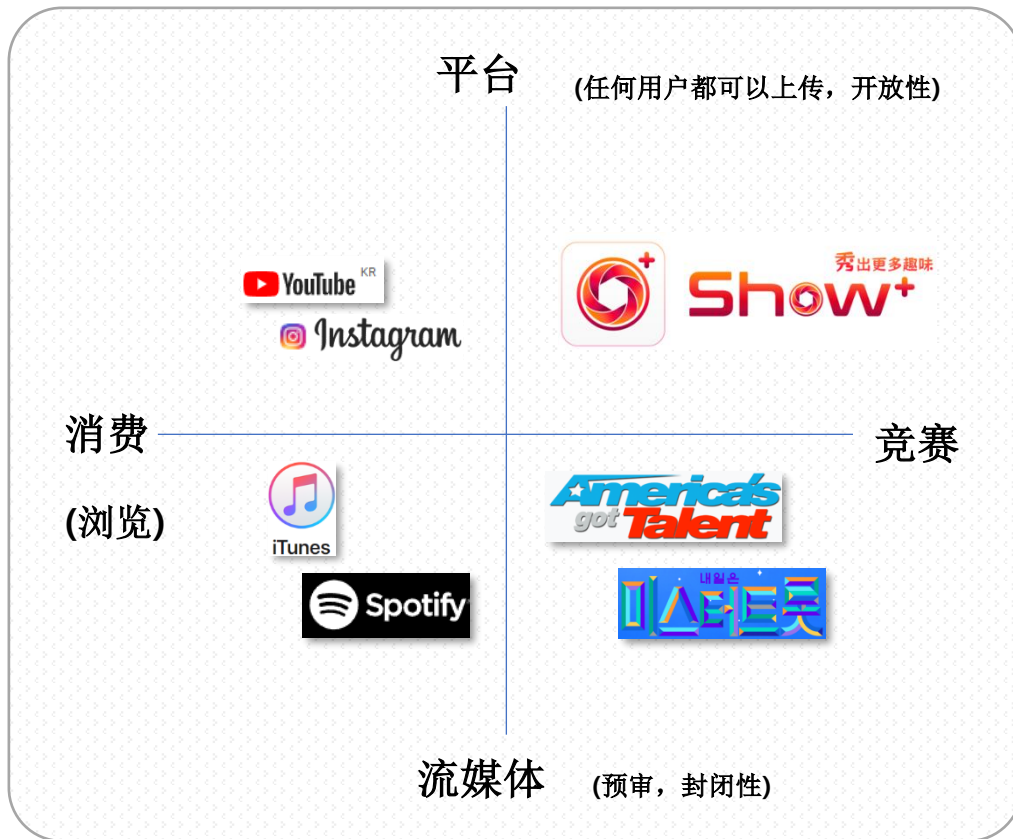 平台
(任何用户都可以上传，开放性)
YouTube KR
Instagram
秀出更多趣味
Show+
消费
竞赛
(浏览)
iTunes
America's
got Talent
Spotify
내일은
미스터트롯
流媒体
(预审，封闭性)